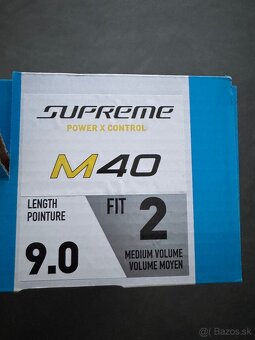 SUPREME
POWER X CONTROL
M40
LENGTH
POINTURE
9.0
FIT 2
MEDIUM VOLUME
VOLUME MOYEN
Bazos.sk